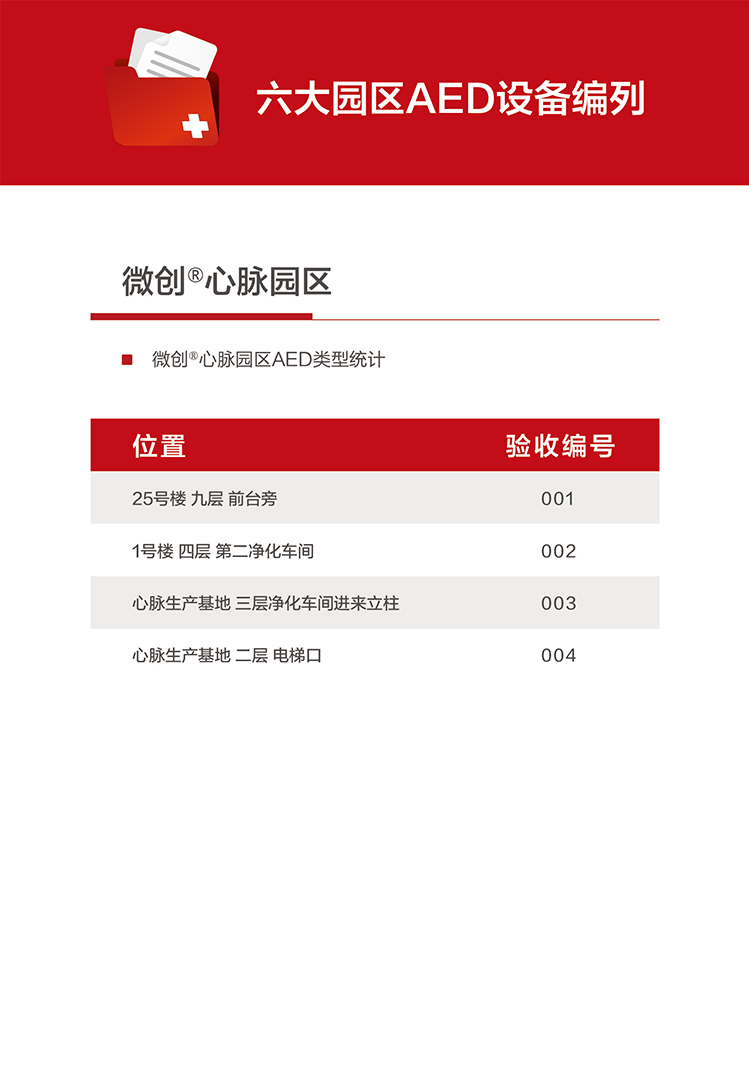 六大园区AED设备编列
微创®心脉园区
微创®心脉园区AED类型统计
位置 验收编号
25号楼 九层 前台旁 001
1号楼 四层 第二净化车间 002
心脉生产基地 三层净化车间进来立柱 003
心脉生产基地 二层 电梯口 004